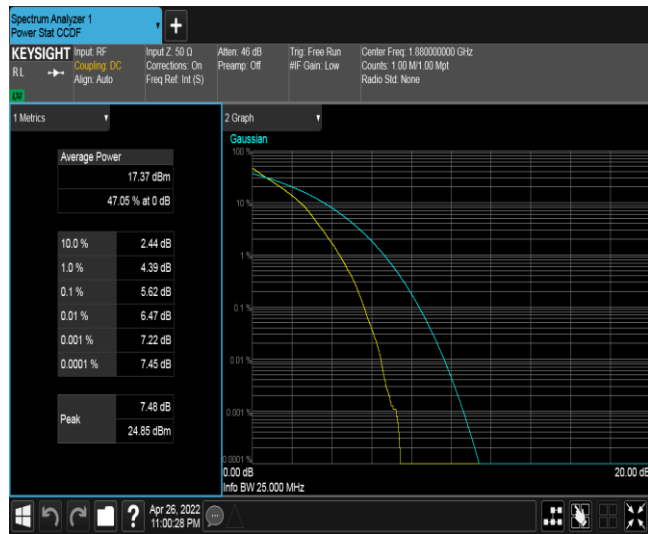 Spectrum Analyzer 1
Power Stat CCDF
KEYSIGHT
RL
Input: RF
Coupling: DC
Align: Auto
Input Z: 50 Ω
Corrections: On
Freq Ref: Int (S)
Atten: 46 dB
Preamp: Off
Trig: Free Run
#IF Gain: Low
Center Freq: 1.880000000 GHz
Counts: 1.00 M/1.00 Mpt
Radio Std: None
1 Metrics
Average Power
17.37 dBm
47.05 % at 0 dB
10.0 % 2.44 dB
1.0 % 4.39 dB
0.1 % 5.62 dB
0.01 % 6.47 dB
0.001 % 7.22 dB
0.0001 % 7.45 dB
Peak
7.48 dB
24.85 dBm
2 Graph
Gaussian
100 %
10 %
1 %
0.1 %
0.01 %
0.001 %
0.0001 %
0.00 dB
20.00 dB
Info BW 25.000 MHz
?
Apr 26, 2022
11:00:28 PM